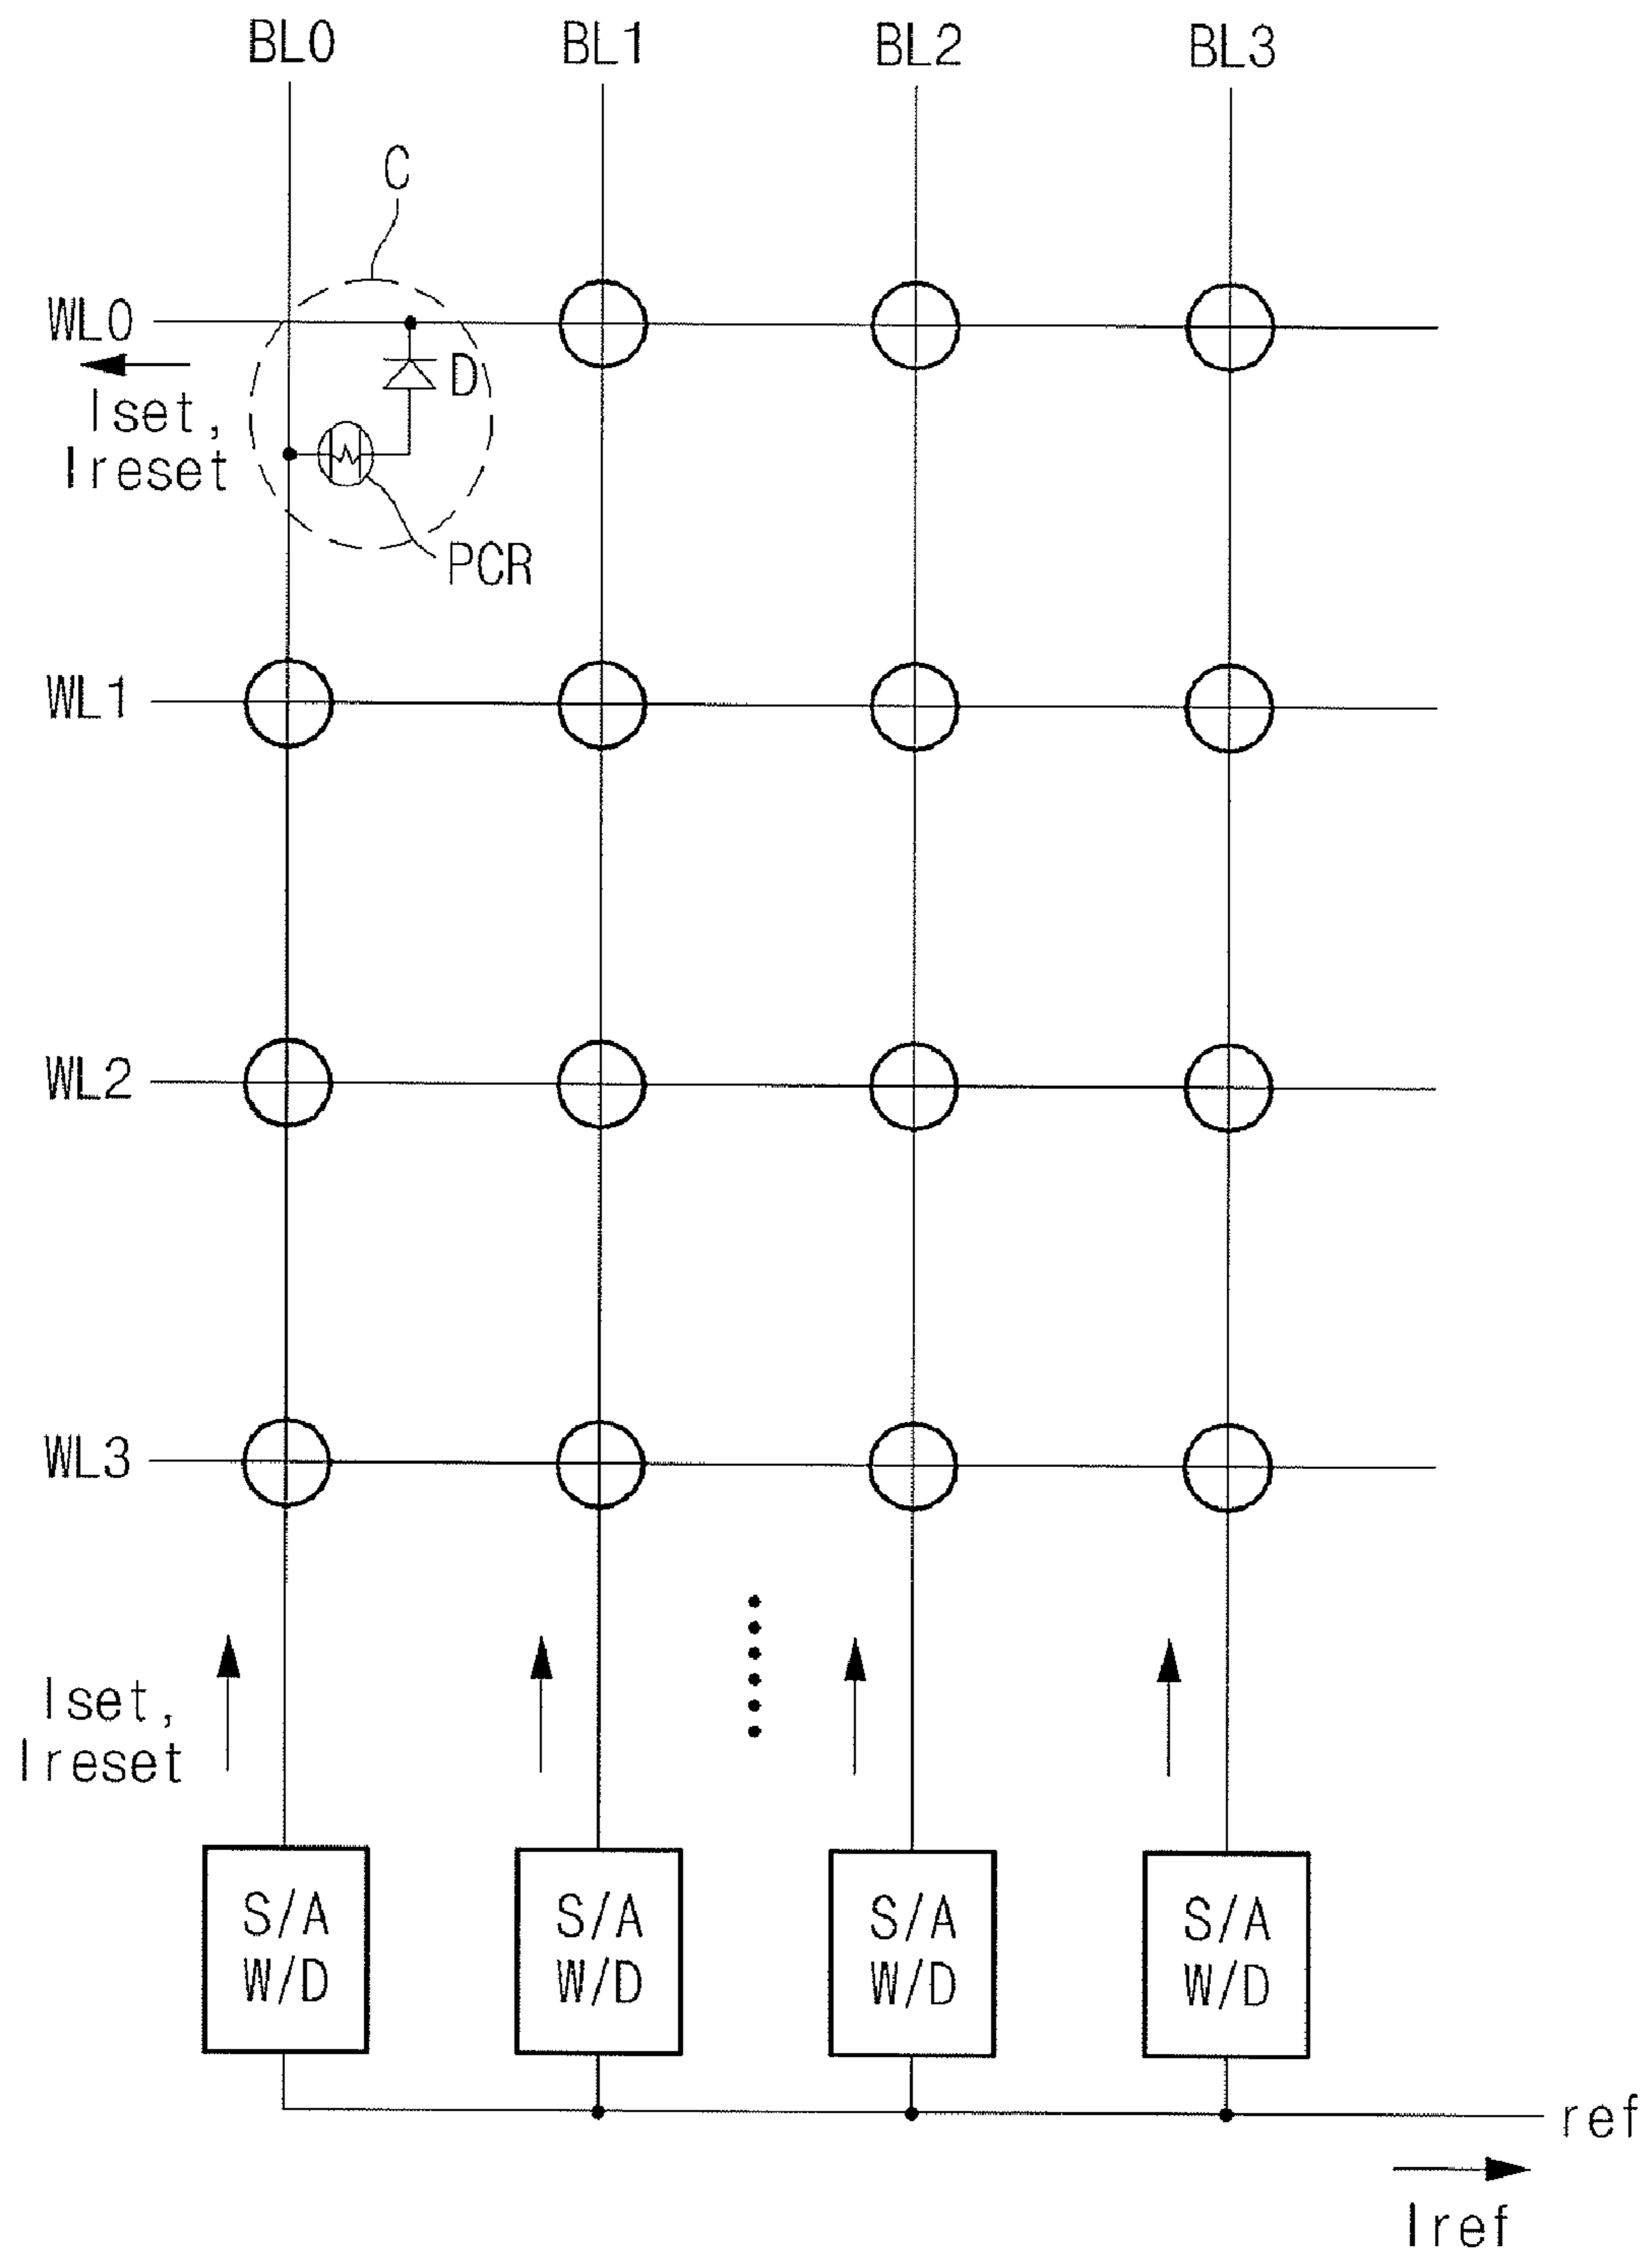 BL0 BL1 BL2 BL3
C
WL0
D
Iset,
Ireset
PCR
WL1
WL2
WL3
Iset,
Ireset
S/A S/A S/A S/A
W/D W/D W/D W/D
ref
Iref